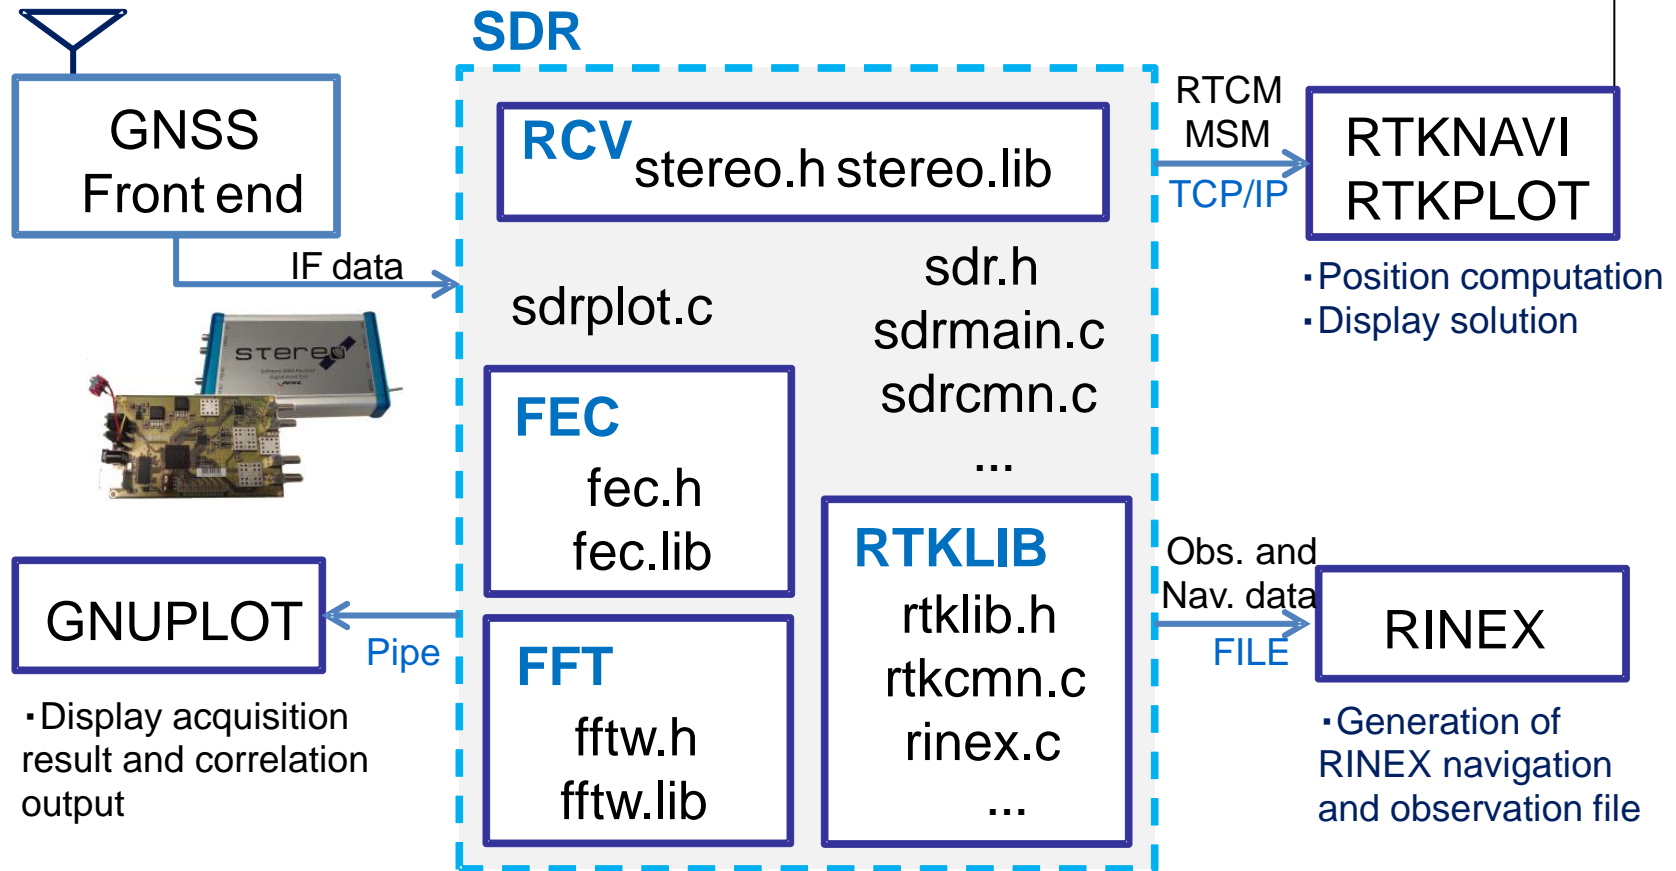 SDR
GNSS
Front end
IF data
stereo
RCV
stereo.h stereo.lib
sdrplot.c
sdr.h
sdrmain.c
sdrcmn.c
...
FEC
fec.h
fec.lib
FFT
fftw.h
fftw.lib
RTKLIB
rtklib.h
rtkcmn.c
rinex.c
...
RTCM
MSM
TCP/IP
RTKNAVI
RTKPLOT
・Position computation
・Display solution
Obs. and
Nav. data
FILE
RINEX
・Generation of
RINEX navigation
and observation file
GNUPLOT
Pipe
・Display acquisition
result and correlation
output